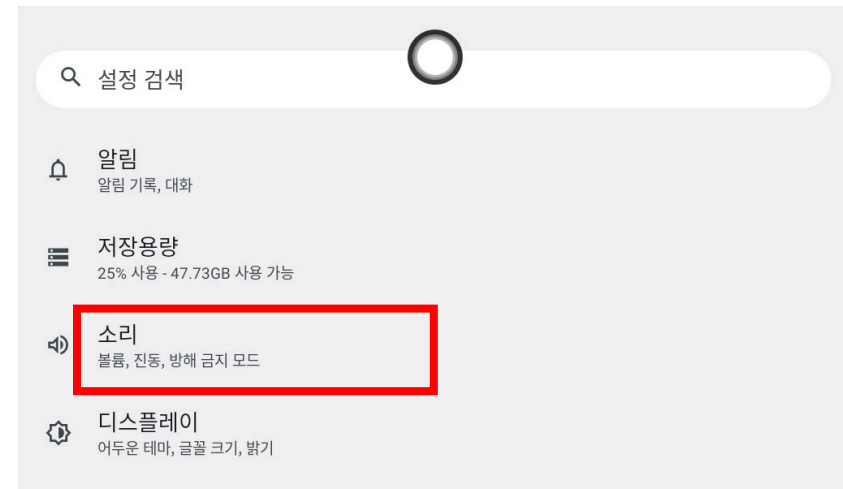 설정 검색
알림
알림 기록, 대화
저장용량
25% 사용 - 47.73GB 사용 가능
소리
볼륨, 진동, 방해 금지 모드
디스플레이
어두운 테마, 글꼴 크기, 밝기